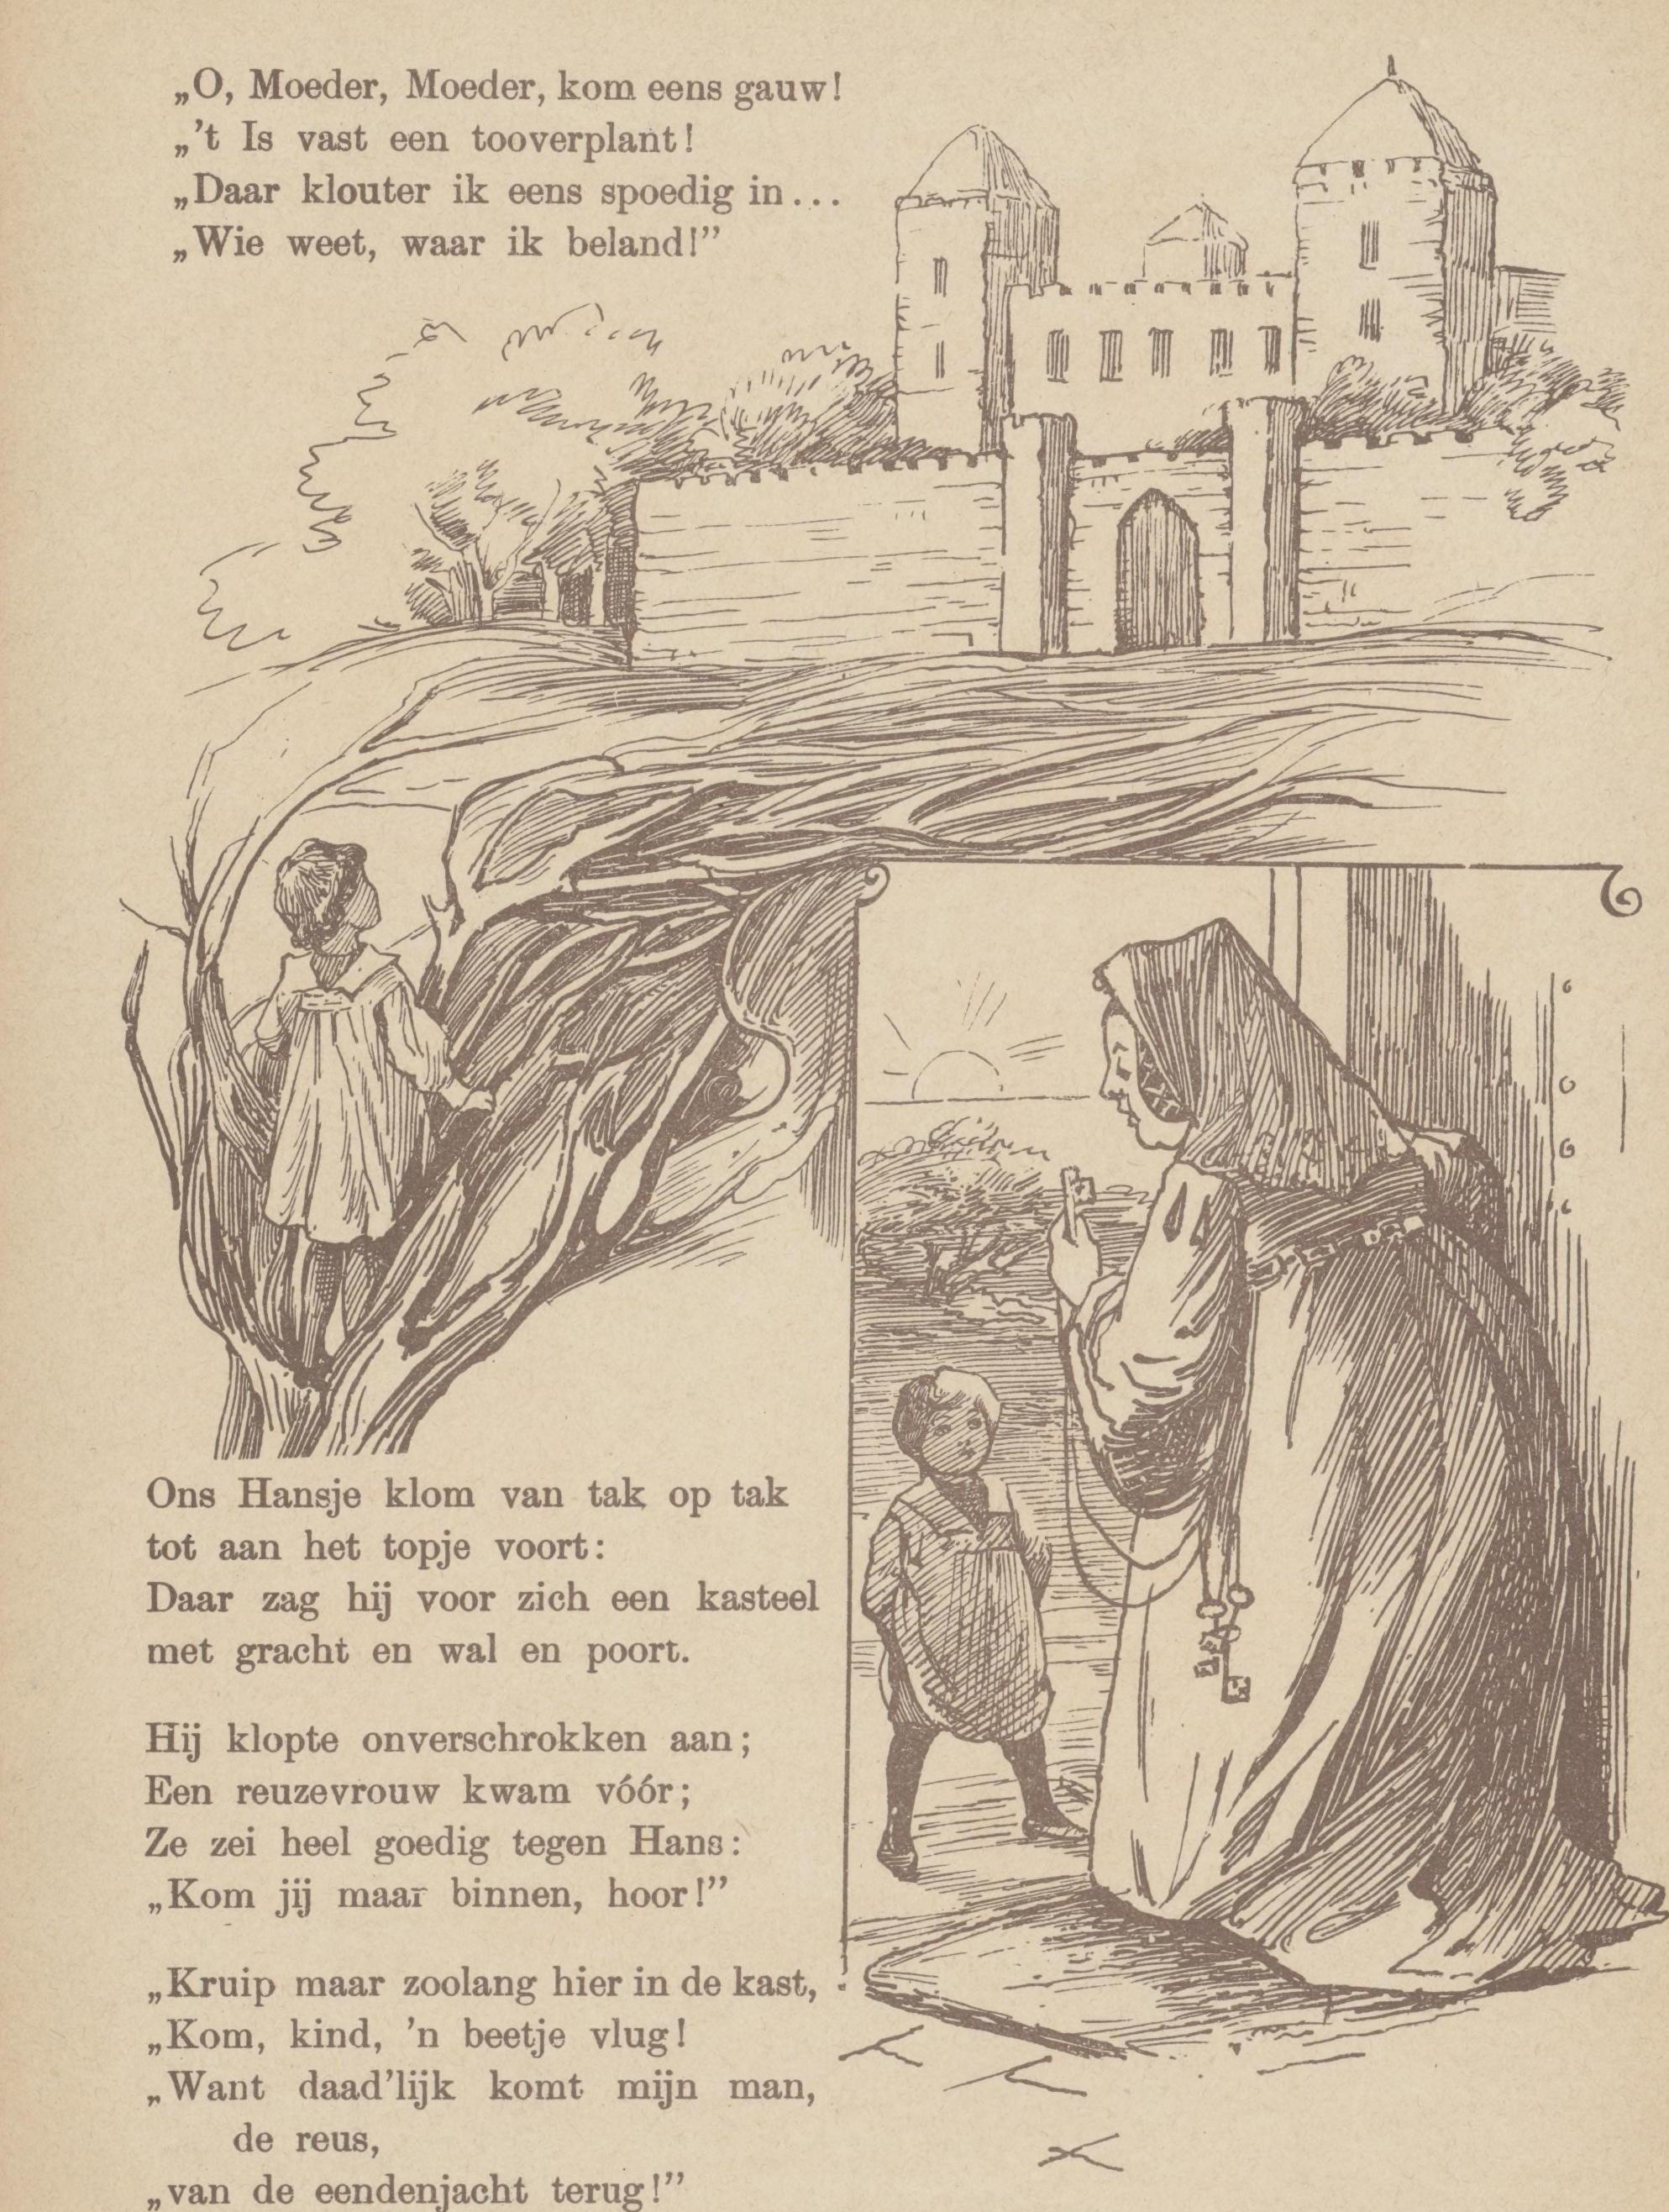 „O, Moeder, Moeder, kom eens gauw!
„'t Is vast een tooverplant!
„Daar klouter ik eens spoedig in...
„Wie weet, waar ik beland!”
Ons Hansje klom van tak op tak
tot aan het topje voort:
Daar zag hij voor zich een kasteel
met gracht en wal en poort.
Hij klopte onverschrokken aan;
Een reuzevrouw kwam vóór;
Ze zei heel goedig tegen Hans:
„Kom jij maar binnen, hoor!”
„Kruip maar zoolang hier in de kast,
„Kom, kind, 'n beetje vlug!
„Want daad'lijk komt mijn man,
de reus,
„van de eendenjacht terug!”